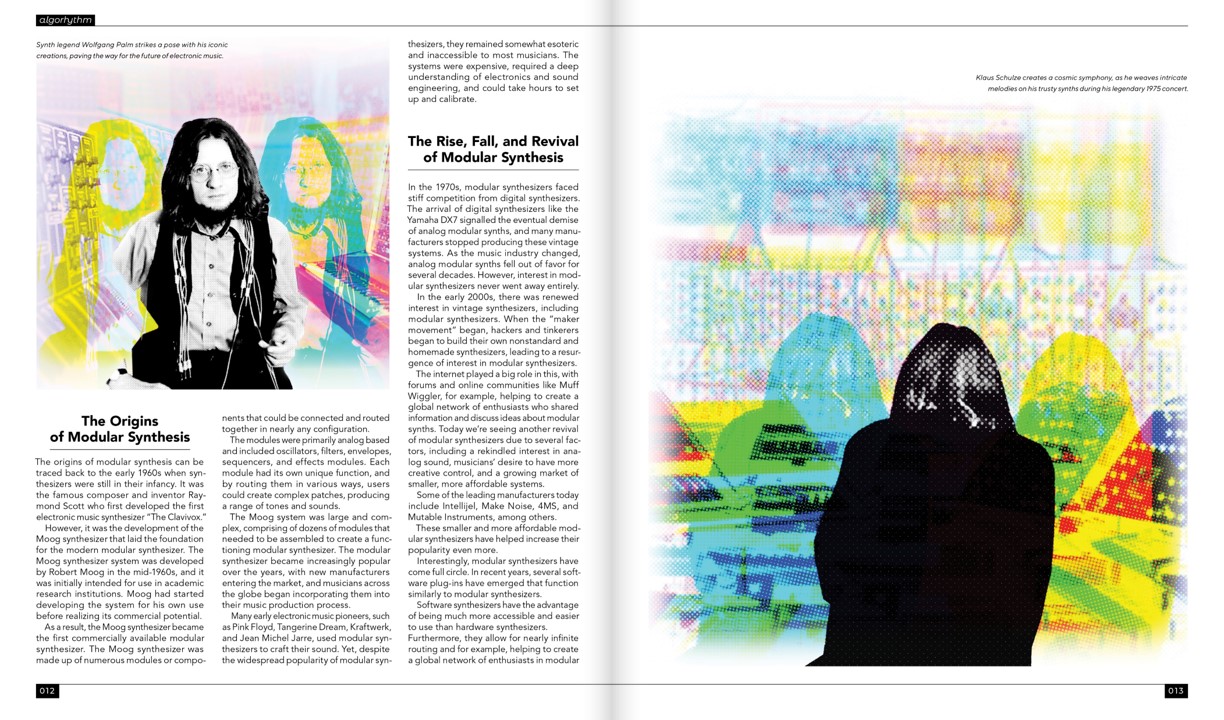 algorhythm
Synth legend Wolfgang Palm strikes a pose with his iconic
creations, paving the way for the future of electronic music.
The Origins
of Modular Synthesis
The origins of modular synthesis can be
traced back to the early 1960s when syn-
thesizers were still in their infancy. It was
the famous composer and inventor Ray-
mond Scott who first developed the first
electronic music synthesizer “The Clavivox.”
However, it was the development of the
Moog synthesizer that laid the foundation
for the modern modular synthesizer. The
Moog synthesizer system was developed
by Robert Moog in the mid-1960s, and it
was initially intended for use in academic
research institutions. Moog had started
developing the system for his own use
before realizing its commercial potential.
As a result, the Moog synthesizer became
the first commercially available modular
synthesizer. The Moog synthesizer was
made up of numerous modules or compo-
nents that could be connected and routed
together in nearly any configuration.
The modules were primarily analog based
and included oscillators, filters, envelopes,
sequencers, and effects modules. Each
module had its own unique function, and
by routing them in various ways, users
could create complex patches, producing
a range of tones and sounds.
The Moog system was large and com-
plex, comprising of dozens of modules that
needed to be assembled to create a func-
tioning modular synthesizer. The modular
synthesizer became increasingly popular
over the years, with new manufacturers
entering the market, and musicians across
the globe began incorporating them into
their music production process.
Many early electronic music pioneers, such
as Pink Floyd, Tangerine Dream, Kraftwerk,
and Jean Michel Jarre, used modular syn-
thesizers to craft their sound. Yet, despite
the widespread popularity of modular syn-
thesizers, they remained somewhat esoteric
and inaccessible to most musicians. The
systems were expensive, required a deep
understanding of electronics and sound
engineering, and could take hours to set
up and calibrate.
The Rise, Fall, and Revival
of Modular Synthesis
In the 1970s, modular synthesizers faced
stiff competition from digital synthesizers.
The arrival of digital synthesizers like the
Yamaha DX7 signalled the eventual demise
of analog modular synths, and many manu-
facturers stopped producing these vintage
systems. As the music industry changed,
analog modular synths fell out of favor for
several decades. However, interest in mod-
ular synthesizers never went away entirely.
In the early 2000s, there was renewed
interest in vintage synthesizers, including
modular synthesizers. When the “maker
movement” began, hackers and tinkerers
began to build their own nonstandard and
homemade synthesizers, leading to a resur-
gence of interest in modular synthesizers.
The internet played a big role in this, with
forums and online communities like Muff
Wiggler, for example, helping to create a
global network of enthusiasts who shared
information and discuss ideas about modular
synths. Today we’re seeing another revival
of modular synthesizers due to several fac-
tors, including a rekindled interest in ana-
log sound, musicians’ desire to have more
creative control, and a growing market of
smaller, more affordable systems.
Some of the leading manufacturers today
include Intellijel, Make Noise, 4MS, and
Mutable Instruments, among others.
These smaller and more affordable mod-
ular synthesizers have helped increase their
popularity even more.
Interestingly, modular synthesizers have
come full circle. In recent years, several soft-
ware plug-ins have emerged that function
similarly to modular synthesizers.
Software synthesizers have the advantage
of being much more accessible and easier
to use than hardware synthesizers.
Furthermore, they allow for nearly infinite
routing and for example, helping to create
a global network of enthusiasts in modular
012
Klaus Schulze creates a cosmic symphony, as he weaves intricate
melodies on his trusty synths during his legendary 1975 concert.
013